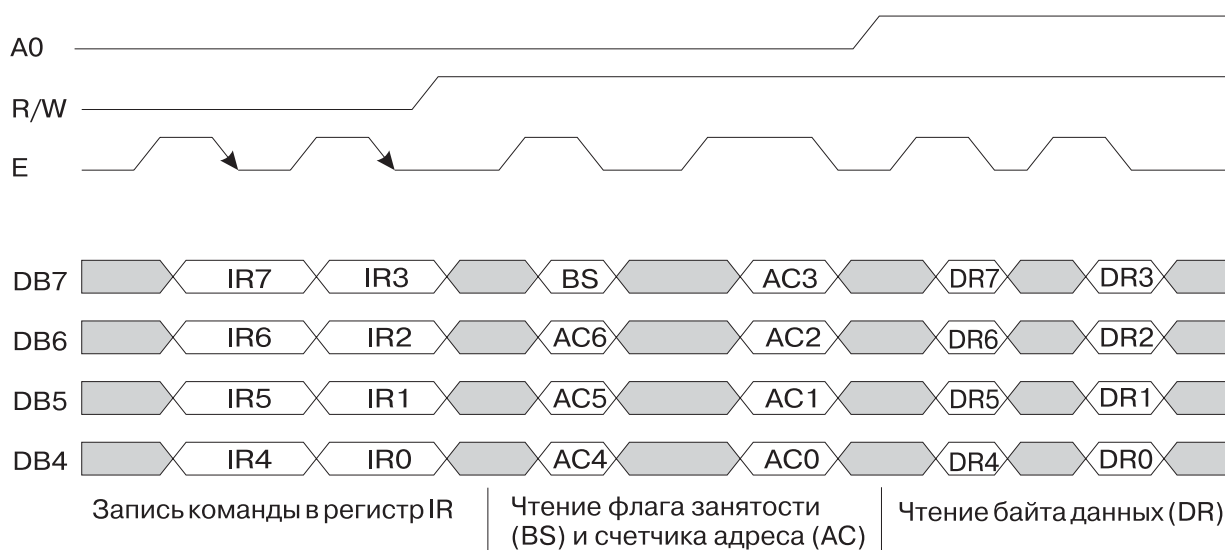 A0
R/W
E
DB7 IR7 IR3 BS AC3 DR7 DR3
DB6 IR6 IR2 AC6 AC2 DR6 DR2
DB5 IR5 IR1 AC5 AC1 DR5 DR1
DB4 IR4 IR0 AC4 AC0 DR4 DR0
Запись команды в регистр IR
Чтение флага занятости
(BS) и счетчика адреса (AC)
Чтение байта данных (DR)